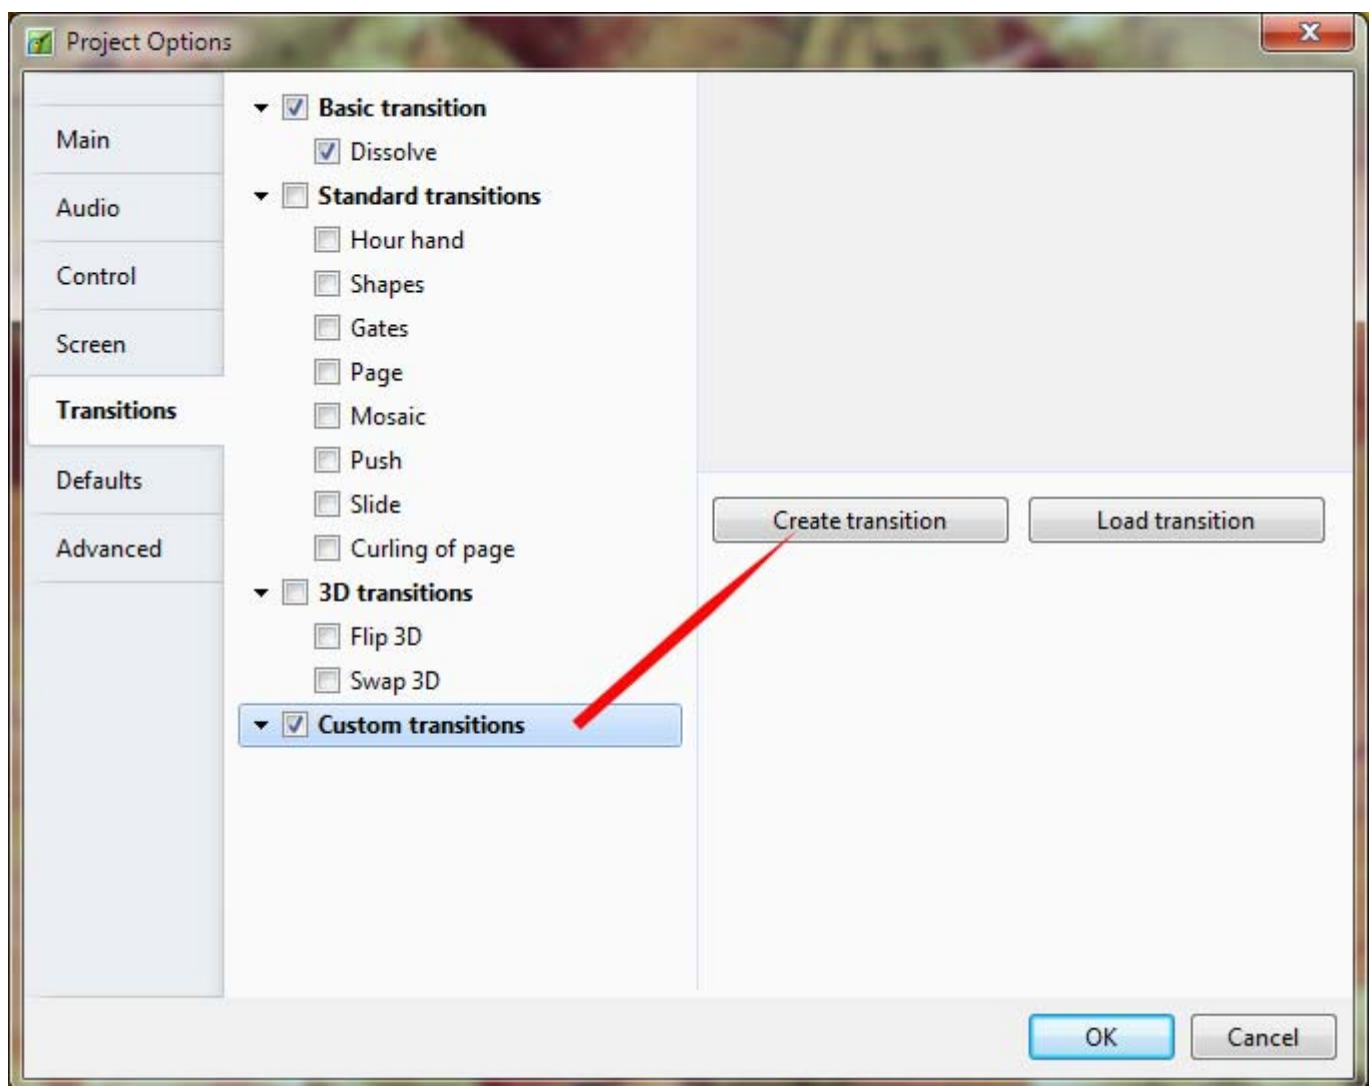 Project Options
Main
Audio
Control
Screen
Transitions
Defaults
Advanced
Basic transition
Dissolve
Standard transitions
Hour hand
Shapes
Gates
Page
Mosaic
Push
Slide
Curling of page
3D transitions
Flip 3D
Swap 3D
Custom transitions
Create transition
Load transition
OK
Cancel